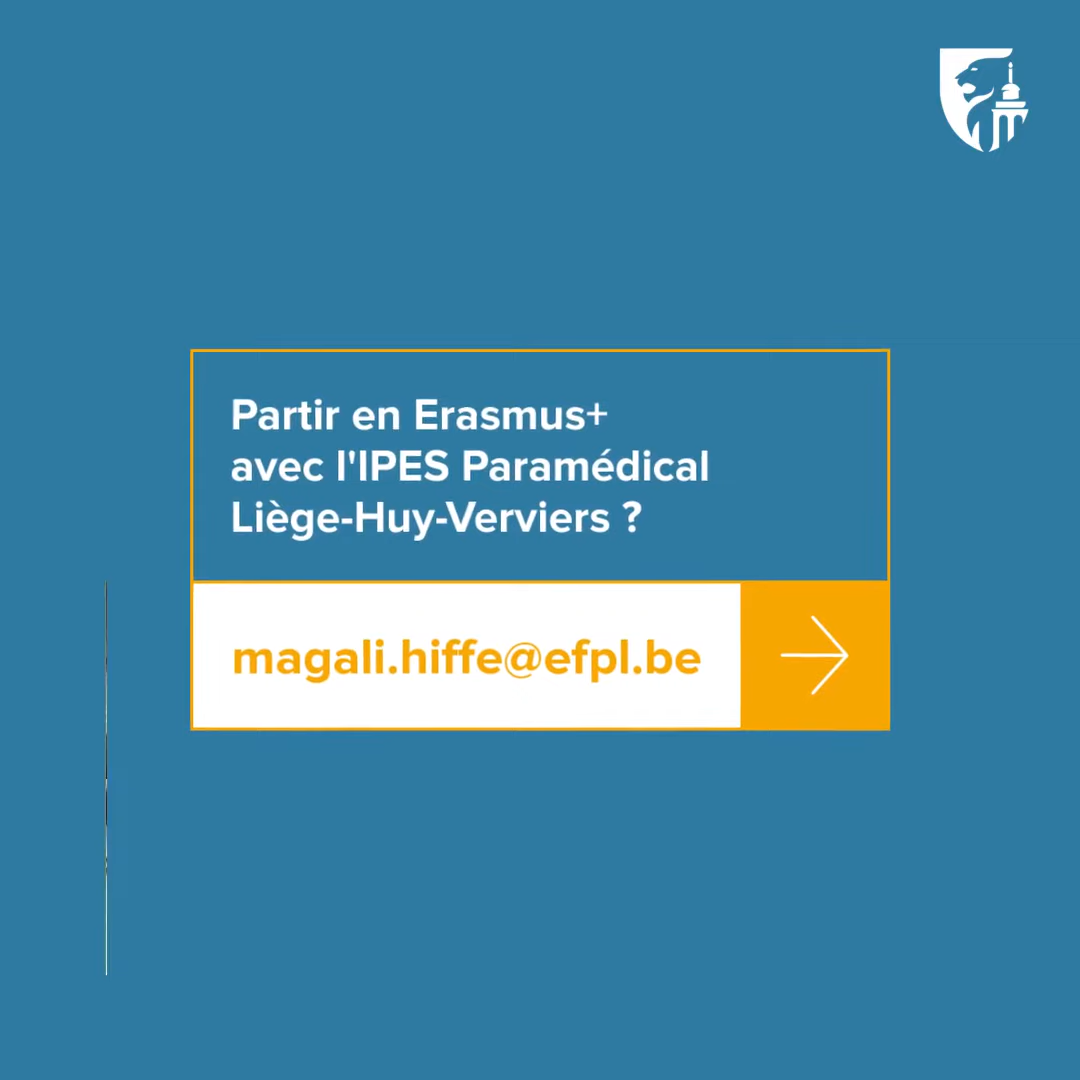 Partir en Erasmus+
avec l'IPES Paramédical
Liège-Huy-Verviers ?
magali.hiffe@efpl.be